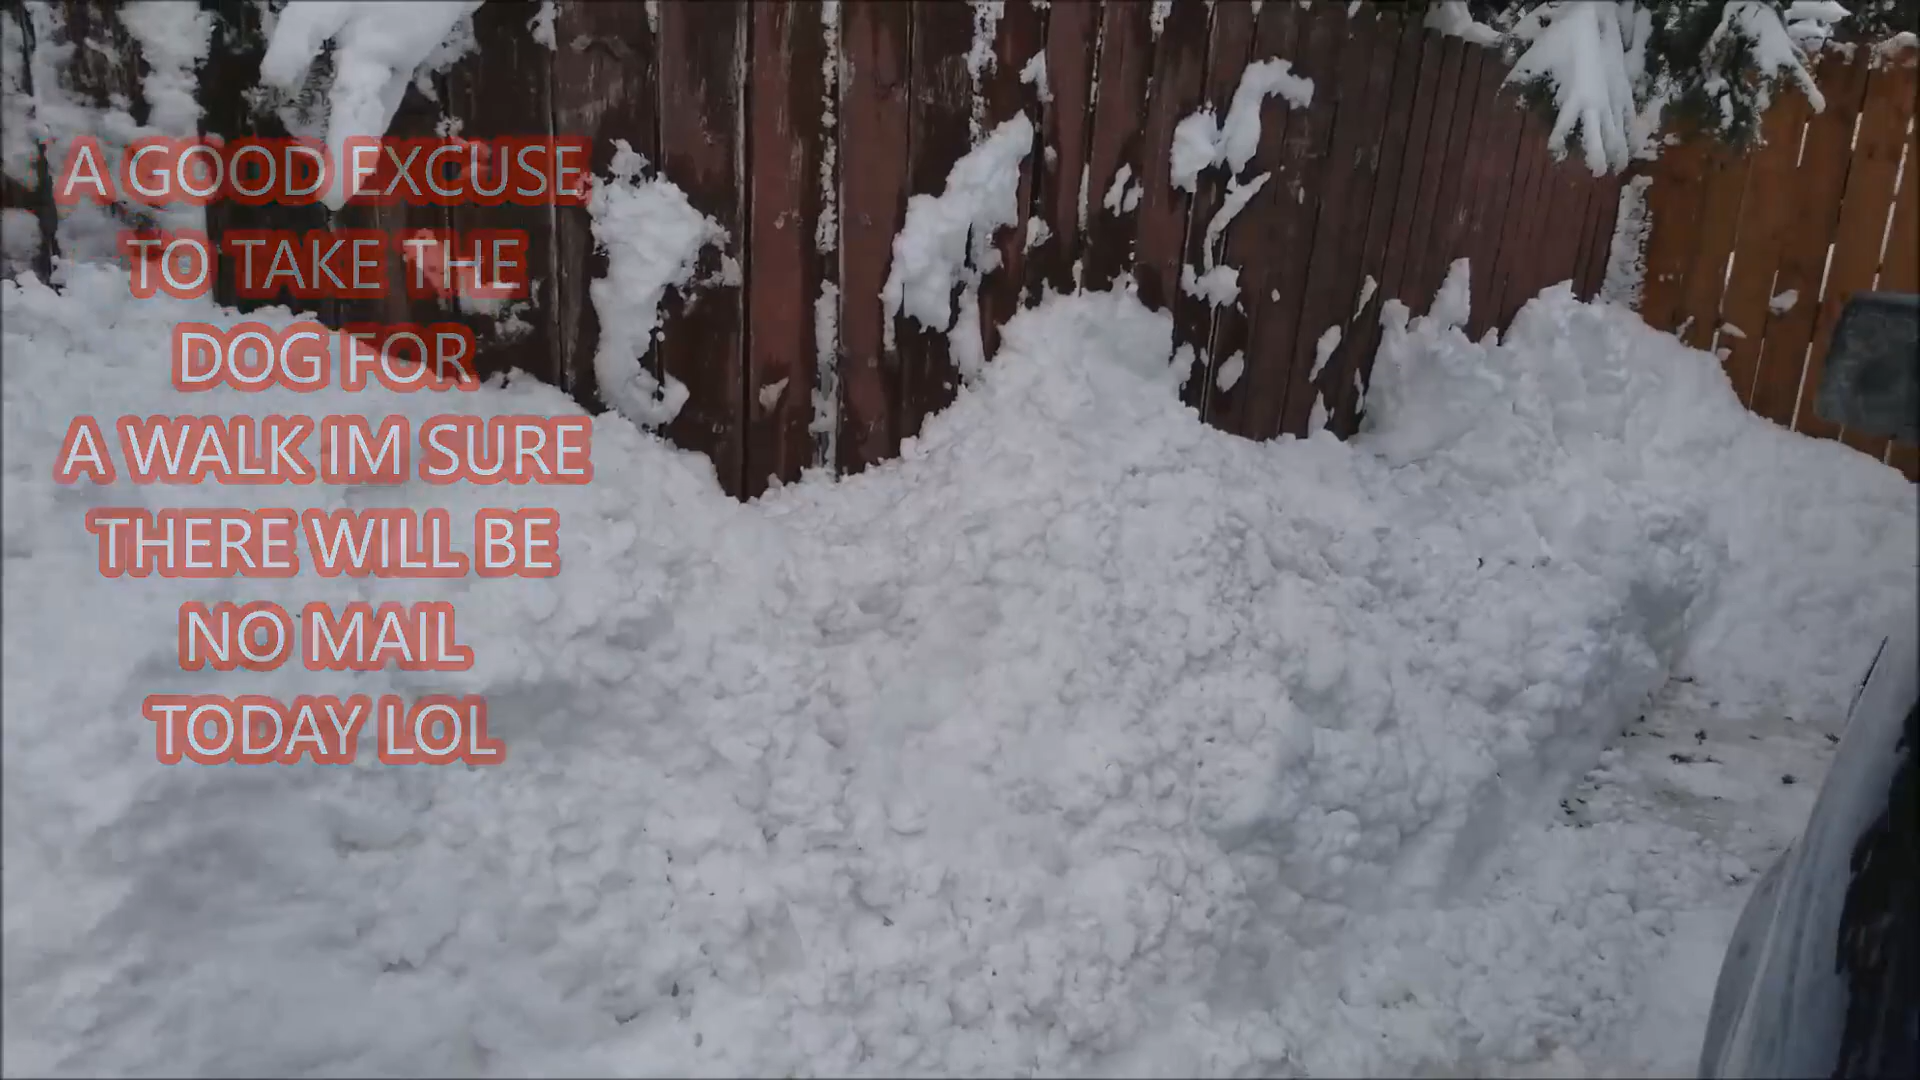 A GOOD EXCUSE
TO TAKE THE
DOG FOR
A WALK IM SURE
THERE WILL BE
NO MAIL
TODAY LOL